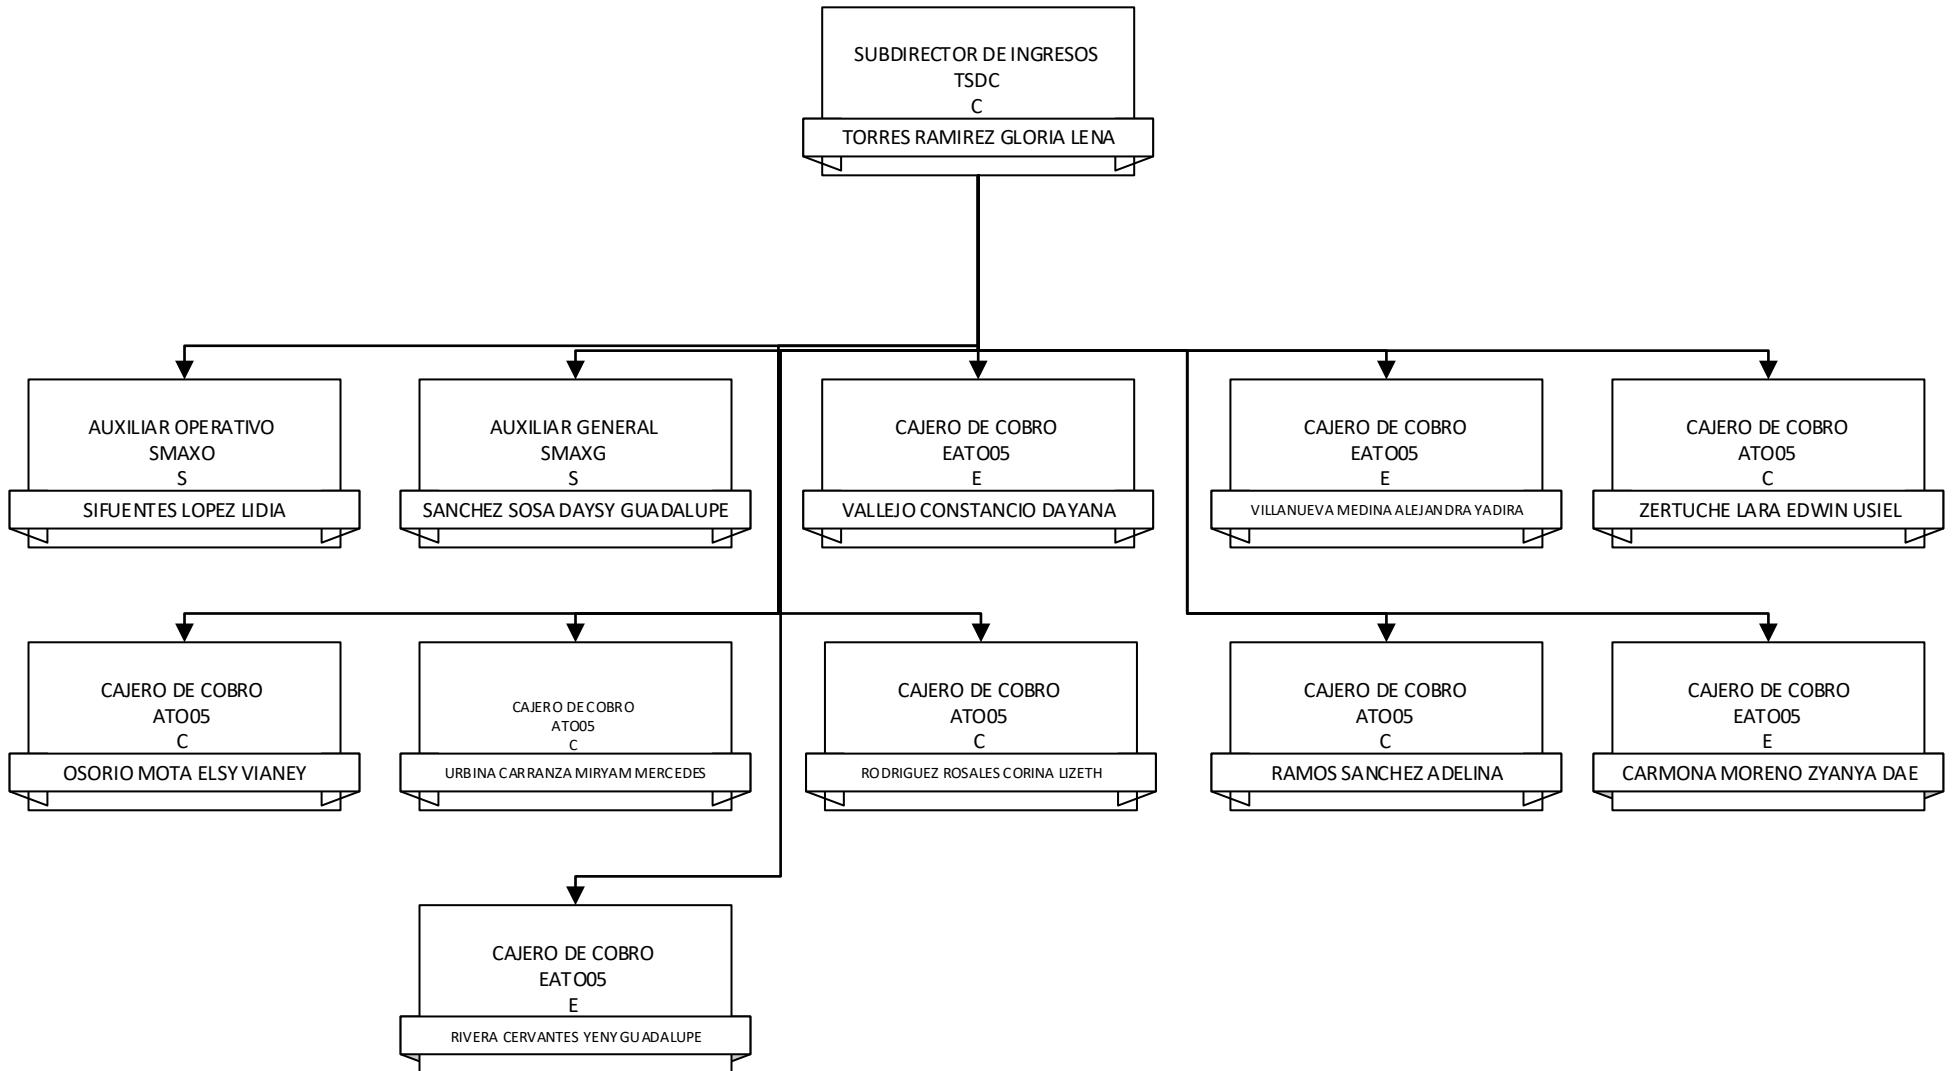 SUBDIRECTOR DE INGRESOS
TSDC
C
TORRES RAMIREZ GLORIA LENA
AUXILIAR OPERATIVO
SMAXO
S
SIFUENTES LOPEZ LIDIA
AUXILIAR GENERAL
SMAXG
S
SANCHEZ SOSA DAYSY GUADALUPE
CAJERO DE COBRO
EATO05
E
VALLEJO CONSTANCIO DAYANA
CAJERO DE COBRO
EATO05
E
VILLANUEVA MEDINA ALEJANDRA YADIRA
CAJERO DE COBRO
ATO05
C
ZERTUCHE LARA EDWIN USIEL
CAJERO DE COBRO
ATO05
C
OSORIO MOTA ELSY VIANEY
CAJERO DE COBRO
ATO05
C
URBINA CARRANZA MIRYAM MERCEDES
CAJERO DE COBRO
ATO05
C
RODRIGUEZ ROSALES CORINA LIZETH
CAJERO DE COBRO
ATO05
C
RAMOS SANCHEZ ADELINA
CAJERO DE COBRO
EATO05
E
CARMONA MORENO ZYANYA DAE
CAJERO DE COBRO
EATO05
E
RIVERA CERVANTES YENY GUADALUPE